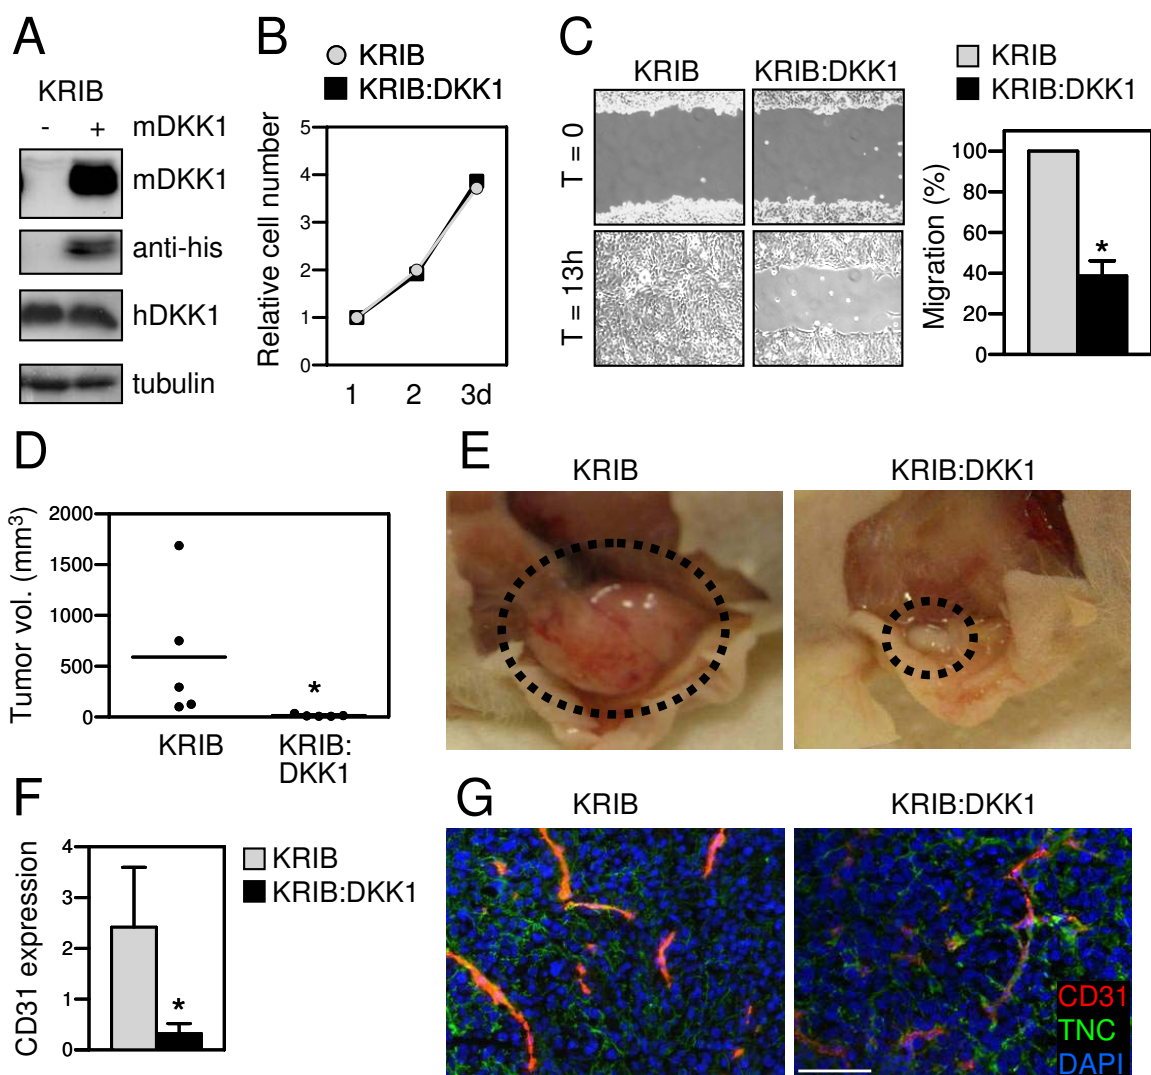 A
KRIB
- + mDKK1
mDKK1
anti-his
hDKK1
tubulin
B
KRIB
KRIB:DKK1
Relative cell number
5
4
3
2
1
0
1 2 3d
C
KRIB KRIB:DKK1
T = 0
T = 13h
KRIB
KRIB:DKK1
Migration (%)
100
80
60
40
20
0
*
D
Tumor vol. (mm³)
2000
1500
1000
500
0
*
KRIB KRIB:
DKK1
E
KRIB KRIB:DKK1
F
CD31 expression
4
3
2
1
0
*
KRIB
KRIB:DKK1
G
KRIB KRIB:DKK1
CD31
TNC
DAPI